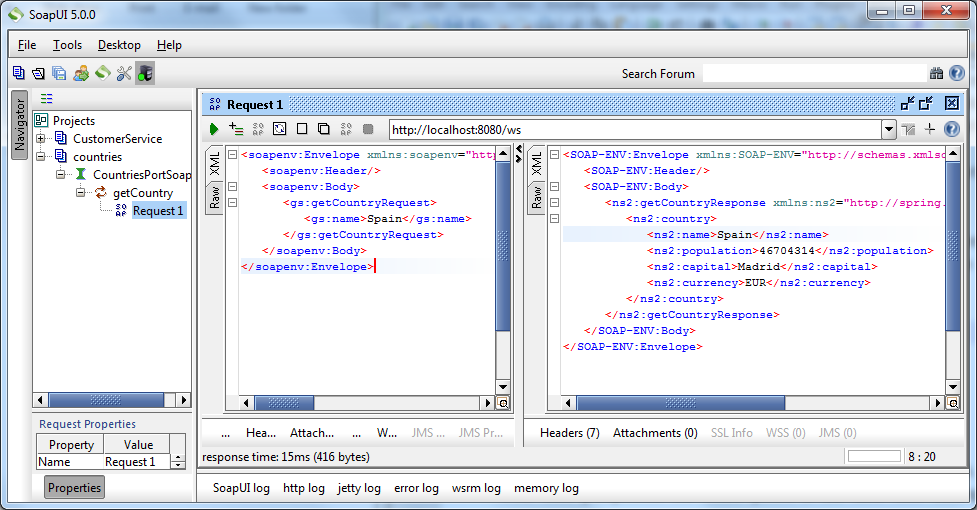 SoapUI 5.0.0
File Tools Desktop Help
Search Forum
Navigator
Projects
CustomerService
countries
CountriesPortSoap
getCountry
Request 1
SO
AP Request 1
http://localhost:8080/ws
XML
Raw
<soapenv:Envelope xmlns:soapenv="http
<soapenv:Header/>
<soapenv:Body>
<gs:getCountryRequest>
<gs:name>Spain</gs:name>
</gs:getCountryRequest>
</soapenv:Body>
</soapenv:Envelope>
XML
Raw
<SOAP-ENV:Envelope xmlns:SOAP-ENV="http://schemas.xmlso
<SOAP-ENV:Header/>
<SOAP-ENV:Body>
<ns2:getCountryResponse xmlns:ns2="http://spring.
<ns2:country>
<ns2:name>Spain</ns2:name>
<ns2:population>46704314</ns2:population>
<ns2:capital>Madrid</ns2:capital>
<ns2:currency>EUR</ns2:currency>
</ns2:country>
</ns2:getCountryResponse>
</SOAP-ENV:Body>
</SOAP-ENV:Envelope>
... Hea... Attach... ... W... JMS ... JMS Pr...
Headers (7) Attachments (0) SSL Info WSS (0) JMS (0)
response time: 15ms (416 bytes)
8 : 20
Request Properties
Property Value
Name Request 1
Properties
SoapUI log http log jetty log error log wsrm log memory log